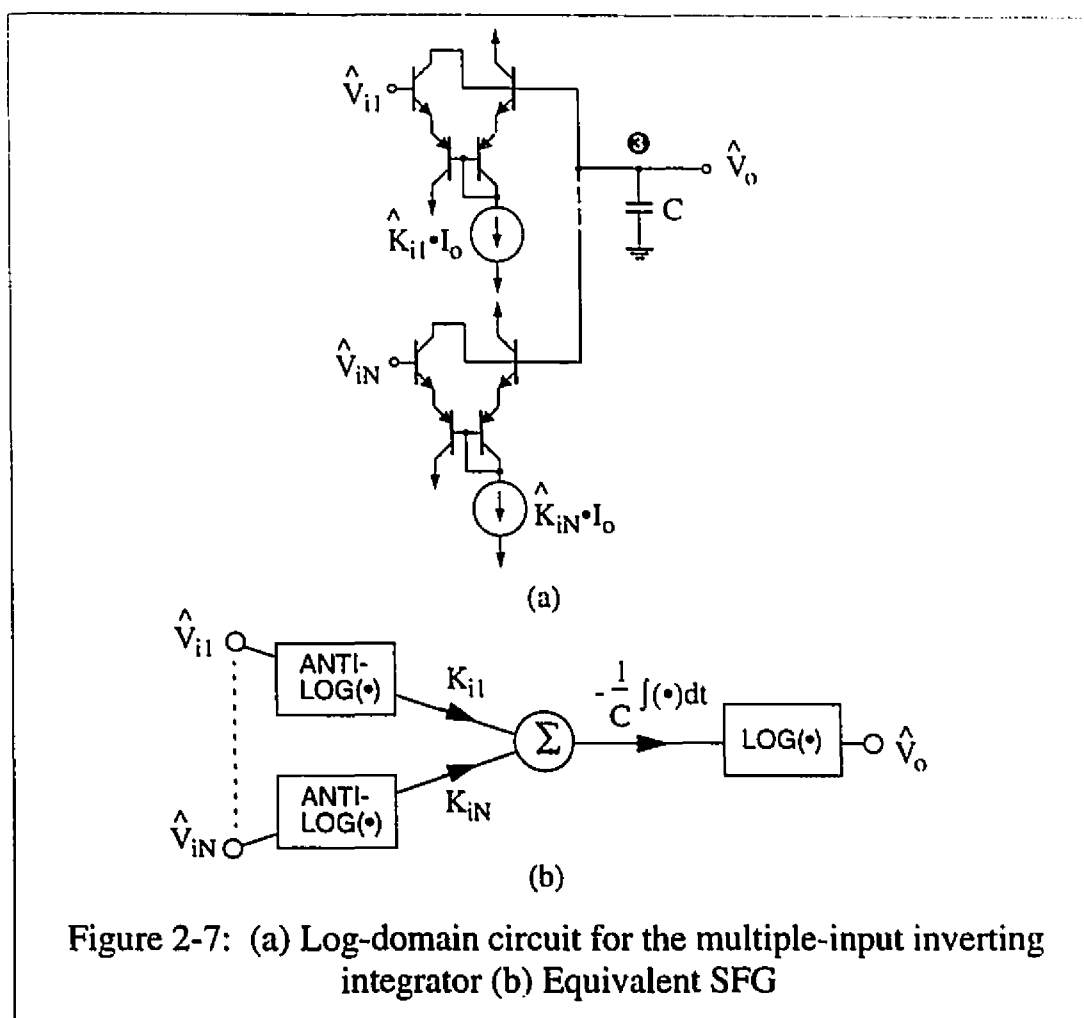 V̂i1
❸
V̂o
C
K̂i1•Io
V̂iN
K̂iN•Io
(a)
V̂i1
ANTI-
LOG(•)
Ki1
-1/C ∫(•)dt
Σ
LOG(•)
V̂o
ANTI-
LOG(•)
KiN
V̂iN
(b)
Figure 2-7: (a) Log-domain circuit for the multiple-input inverting
integrator (b) Equivalent SFG